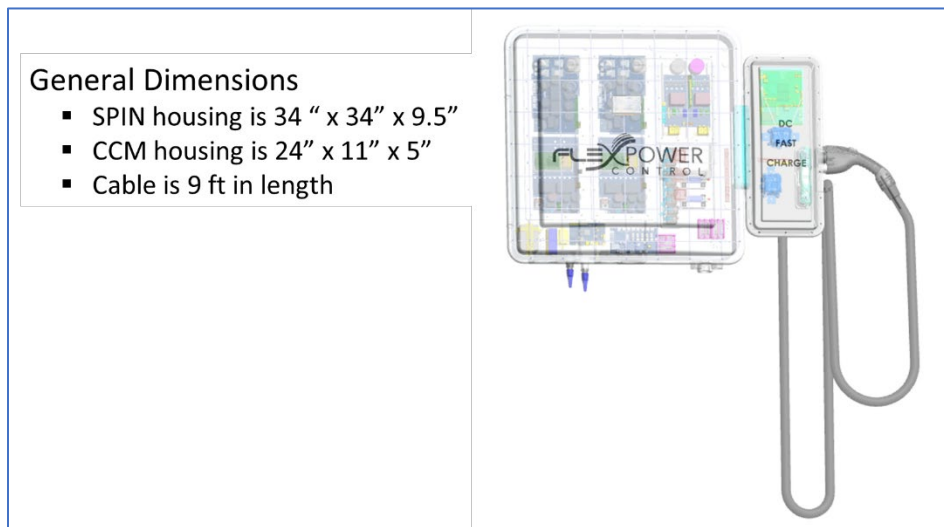 General Dimensions
▪ SPIN housing is 34 “ x 34” x 9.5”
▪ CCM housing is 24” x 11” x 5”
▪ Cable is 9 ft in length
FLEXPOWER
CONTROL
DC
FAST
CHARGE